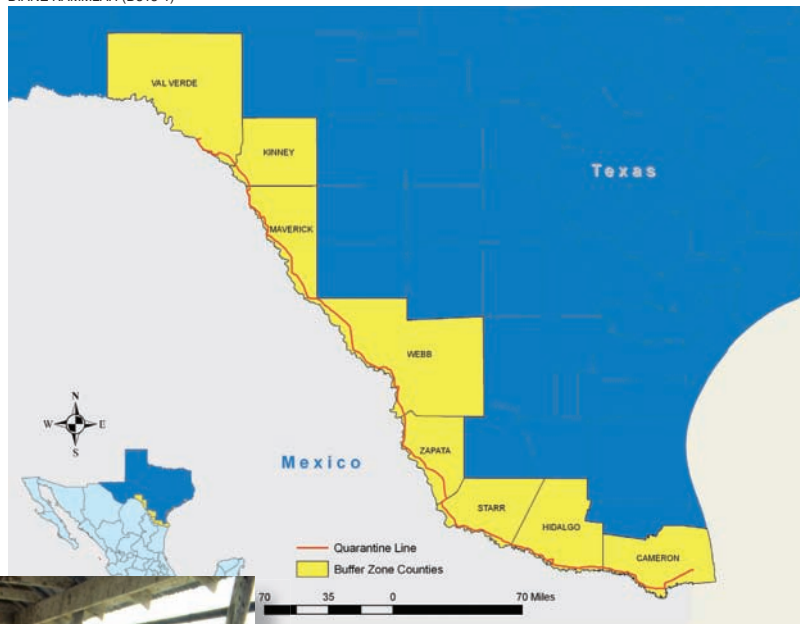 VAL VERDE
KINNEY
Texas
MAVERICK
WEBB
N
W E
S
ZAPATA
Mexico
STARR
HIDALGO
Quarantine Line
CAMERON
Buffer Zone Counties
70 35 0 70 Miles